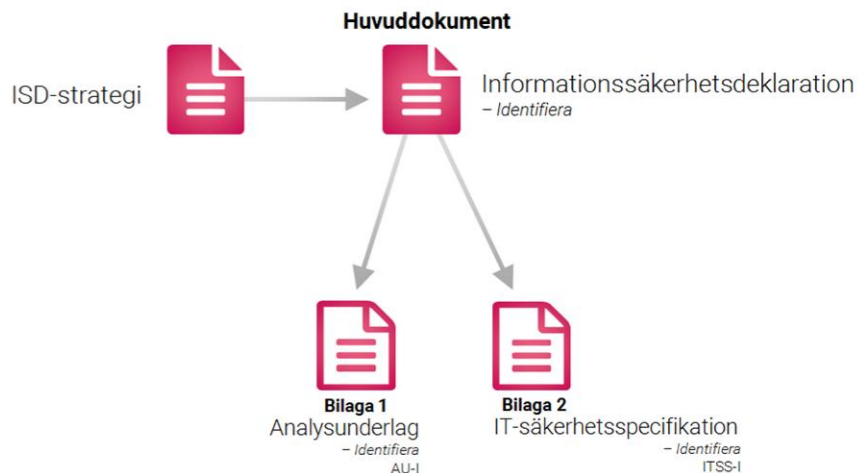 Huvuddokument
ISD-strategi
Informationssäkerhetsdeklaration
– Identifiera
Bilaga 1
Analysunderlag
– Identifiera
AU-I
Bilaga 2
IT-säkerhetsspecifikation
– Identifiera
ITSS-I